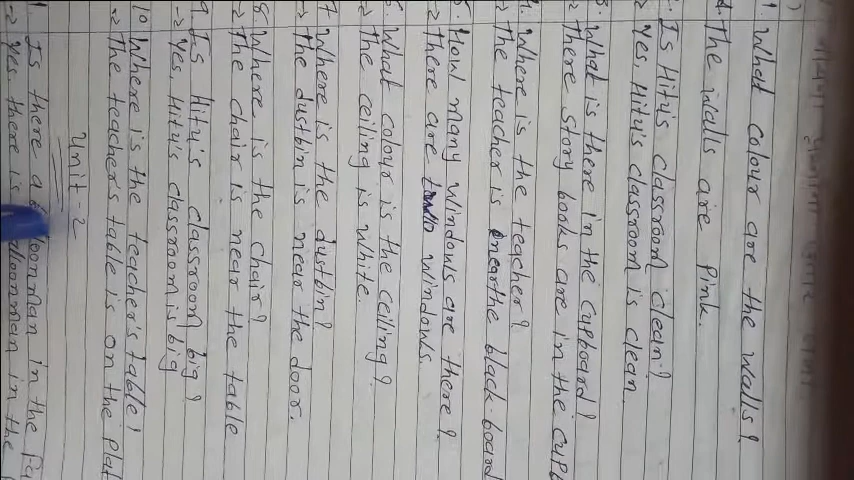 1. What colour are the walls?
The walls are Pink.
Is Hitu's classroom clean?
Yes, Hitu's classroom is clean.
3. What is there in the cupboard?
There story books are in the
4. Where is the teacher?
→ The teacher is near the black-board
How many windows are there?
→ There are windows.
6. What colour is the ceiling?
→ The ceiling is white.
7. Where is the dustbin?
→ The dustbin is near the door.
8. Where is the chair?
→ The chair is near the table
9. Is Hitu's classroom big?
→ Yes, Hitu's classroom is big
10. Where is the teacher's table?
→ The teacher's table is on the
Unit-2
1. Is there a in the
→ Yes, there is in the